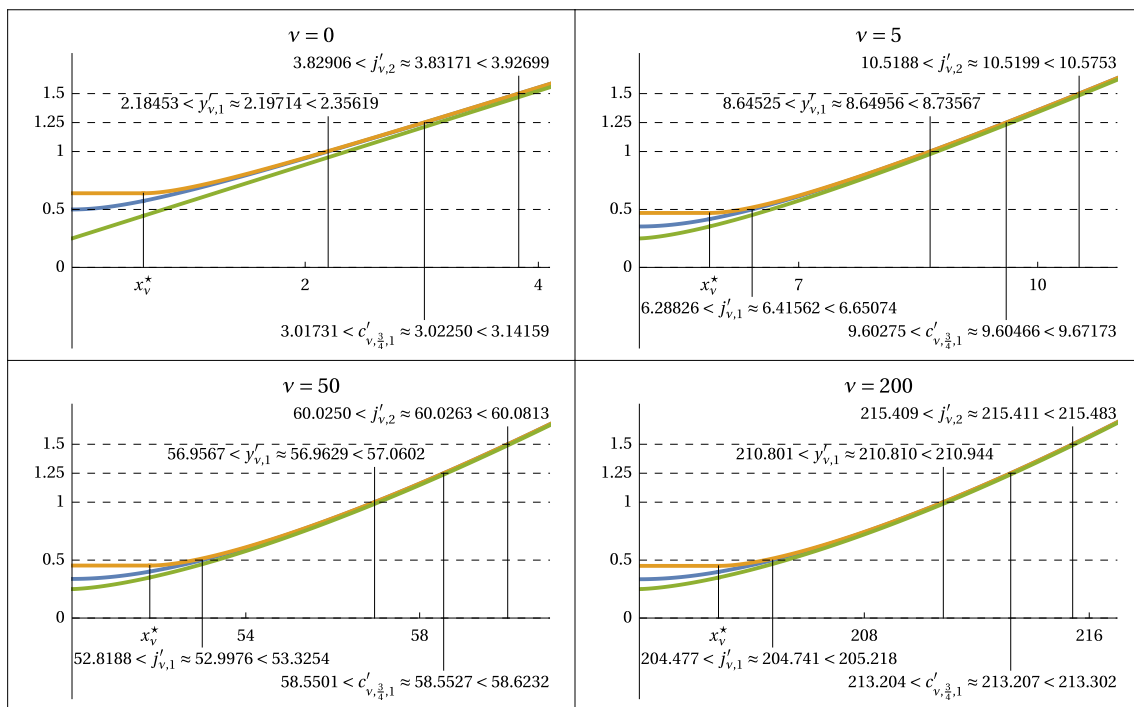 ν = 0
3.82906 < j′ν,2 ≈ 3.83171 < 3.92699
1.5
2.18453 < y′ν,1 ≈ 2.19714 < 2.35619
1.25
1
0.5
0
x⋆ν
2
4
3.01731 < c′ν,3/4,1 ≈ 3.02250 < 3.14159
ν = 5
10.5188 < j′ν,2 ≈ 10.5199 < 10.5753
1.5
8.64525 < y′ν,1 ≈ 8.64956 < 8.73567
1.25
1
0.5
0
x⋆ν
7
10
6.28826 < j′ν,1 ≈ 6.41562 < 6.65074
9.60275 < c′ν,3/4,1 ≈ 9.60466 < 9.67173
ν = 50
60.0250 < j′ν,2 ≈ 60.0263 < 60.0813
1.5
56.9567 < y′ν,1 ≈ 56.9629 < 57.0602
1.25
1
0.5
0
x⋆ν
54
58
52.8188 < j′ν,1 ≈ 52.9976 < 53.3254
58.5501 < c′ν,3/4,1 ≈ 58.5527 < 58.6232
ν = 200
215.409 < j′ν,2 ≈ 215.411 < 215.483
1.5
210.801 < y′ν,1 ≈ 210.810 < 210.944
1.25
1
0.5
0
x⋆ν
208
216
204.477 < j′ν,1 ≈ 204.741 < 205.218
213.204 < c′ν,3/4,1 ≈ 213.207 < 213.302